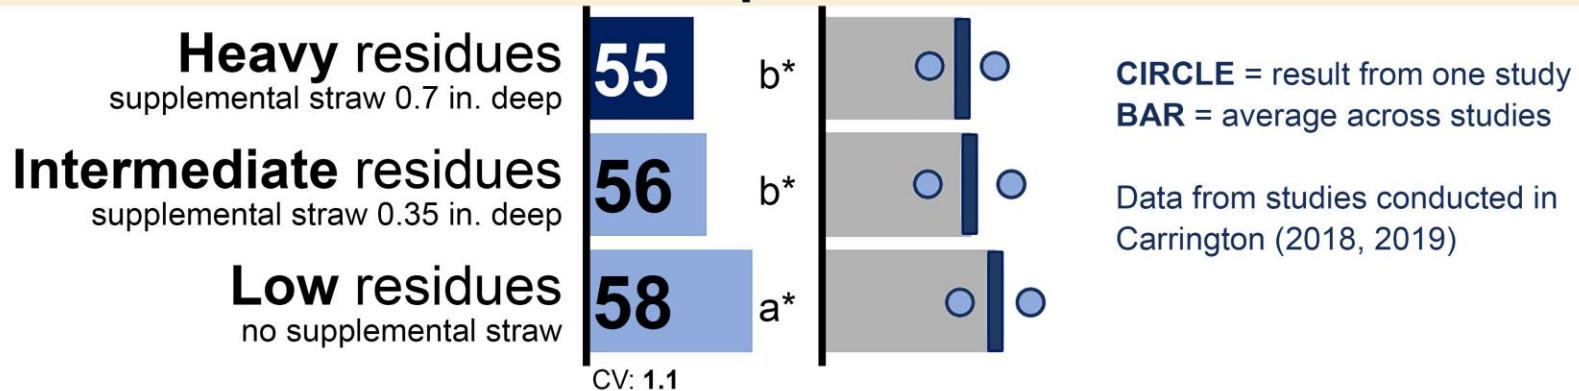 Heavy residues
supplemental straw 0.7 in. deep
55
b*
Intermediate residues
supplemental straw 0.35 in. deep
56
b*
Low residues
no supplemental straw
58
a*
CV: 1.1
CIRCLE = result from one study
BAR = average across studies
Data from studies conducted in
Carrington (2018, 2019)